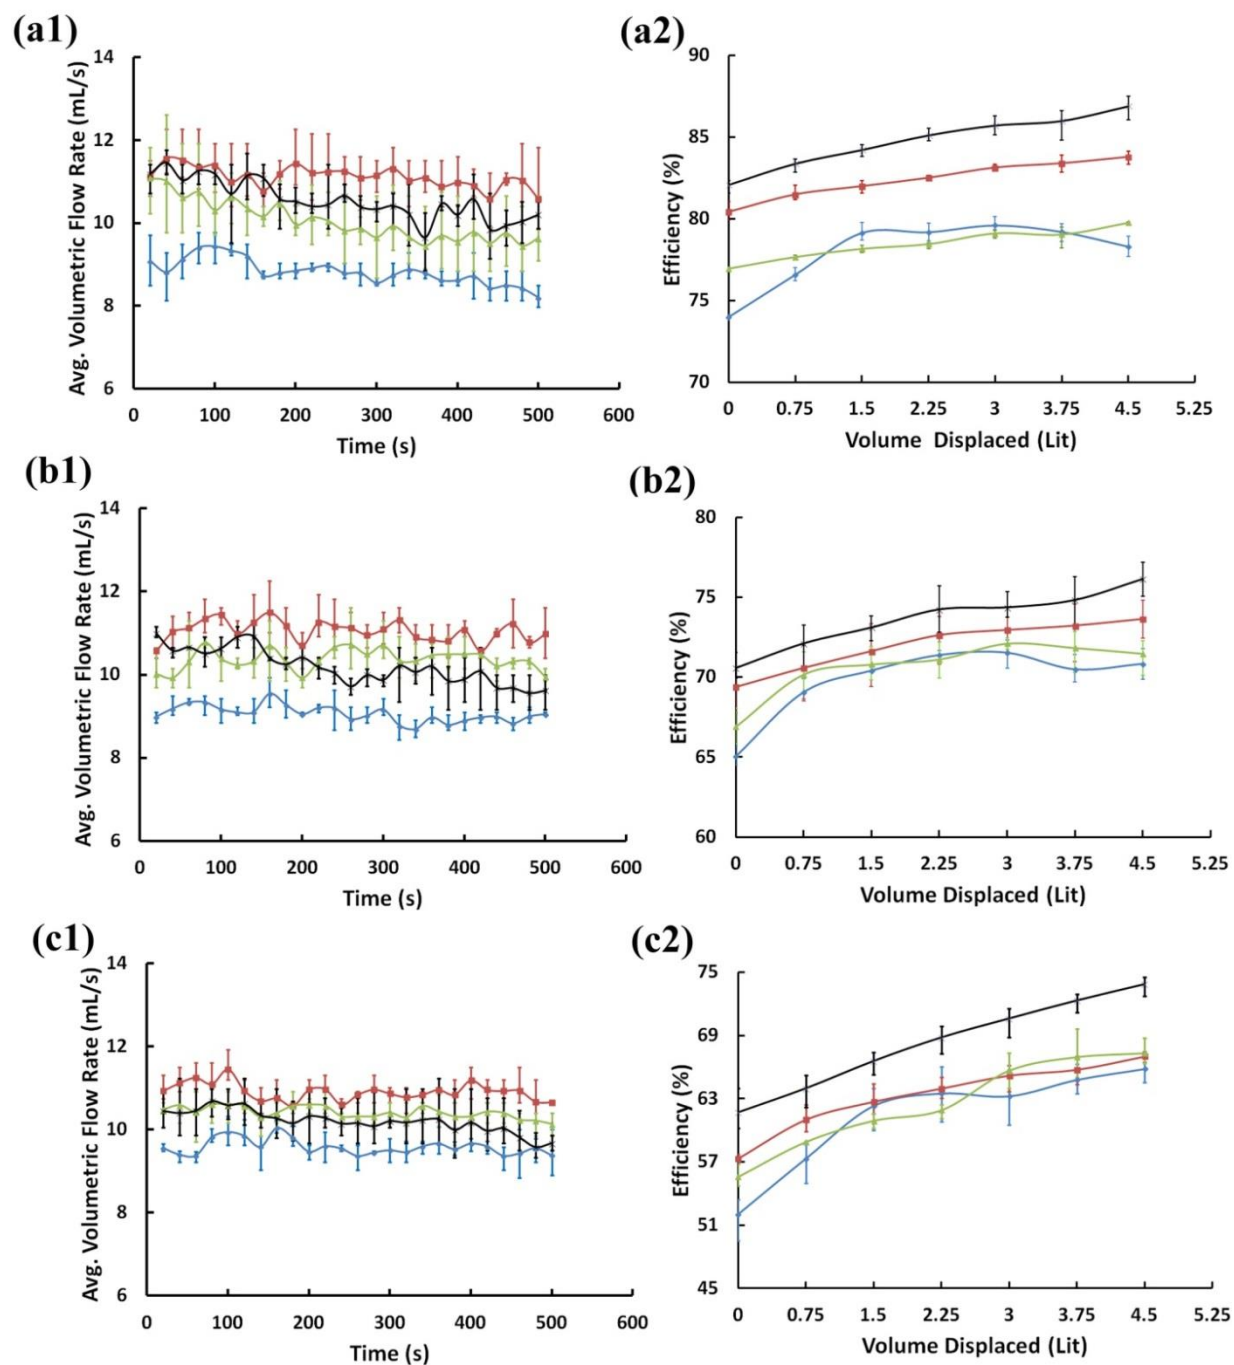 (a1)
Avg. Volumetric Flow Rate (mL/s)
14
12
10
8
6
0 100 200 300 400 500 600
Time (s)
(a2)
Efficiency (%)
90
85
80
75
70
0 0.75 1.5 2.25 3 3.75 4.5 5.25
Volume Displaced (Lit)
(b1)
Avg. Volumetric Flow Rate (mL/s)
14
12
10
8
6
0 100 200 300 400 500 600
Time (s)
(b2)
Efficiency (%)
80
75
70
65
60
0 0.75 1.5 2.25 3 3.75 4.5 5.25
Volume Displaced (Lit)
(c1)
Avg. Volumetric Flow Rate (mL/s)
14
12
10
8
6
0 100 200 300 400 500 600
Time (s)
(c2)
Efficiency (%)
75
69
63
57
51
45
0 0.75 1.5 2.25 3 3.75 4.5 5.25
Volume Displaced (Lit)